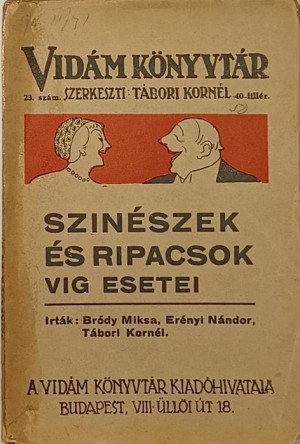 VIDÁM KÖNYVTÁR
23. szám. SZERKESZTI: TÁBORI KORNÉL 40 fillér.
SZINÉSZEK
ÉS RIPACSOK
VIG ESETEI
Irták: Bródy Miksa, Erényi Nándor,
Tábori Kornél.
A VIDÁM KÖNYVTÁR KIADÓHIVATALA
BUDAPEST, VIII. ÜLLŐI ÚT 18.